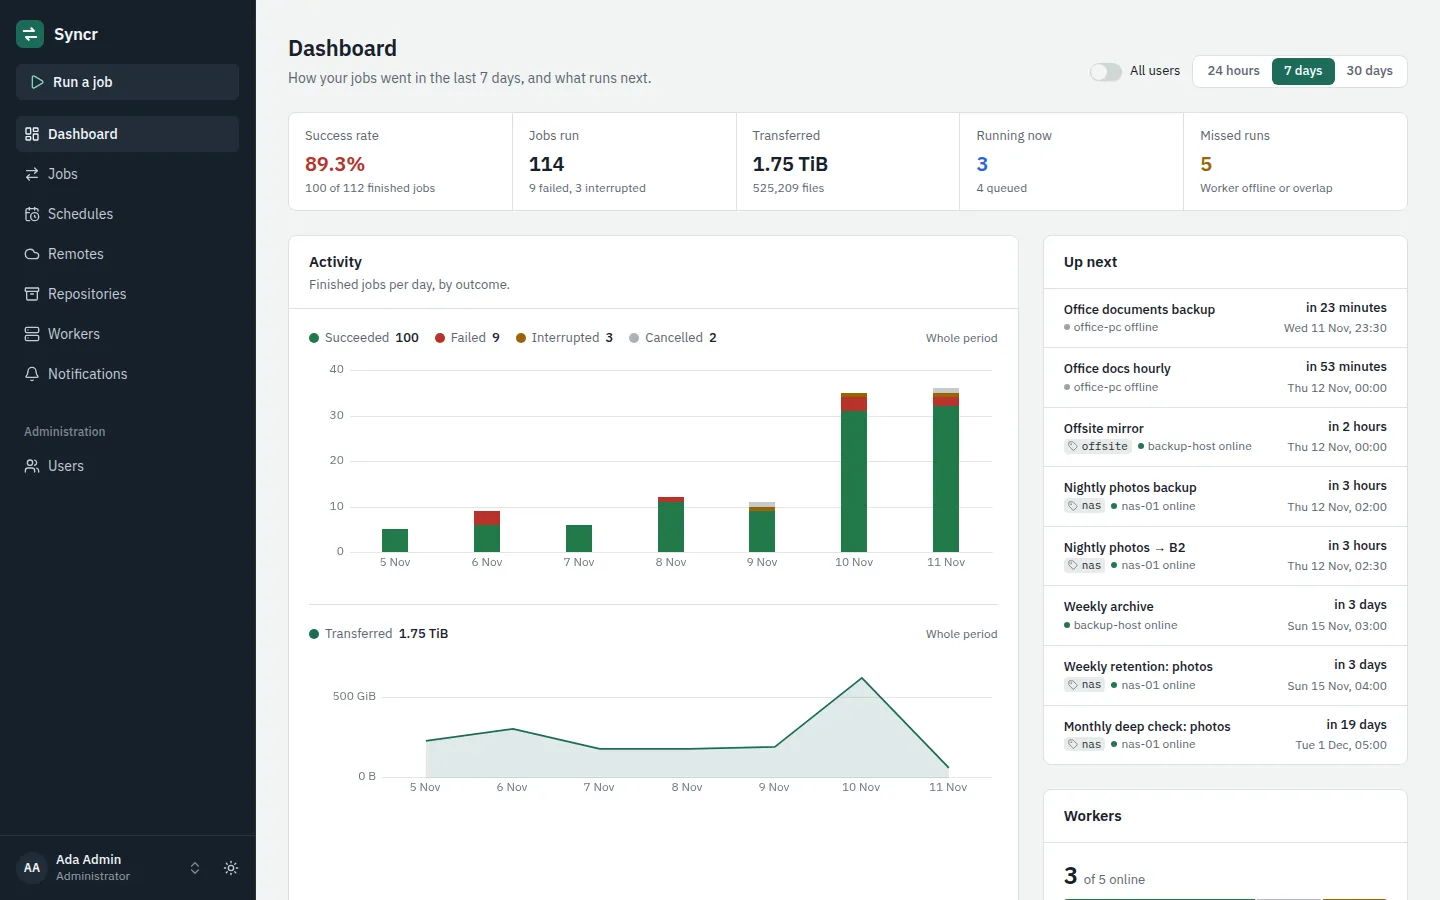 Syncr
Run a job
Dashboard
Jobs
Schedules
Remotes
Repositories
Workers
Notifications
Administration
Users
AA
Ada Admin
Administrator
Dashboard
How your jobs went in the last 7 days, and what runs next.
All users
24 hours
7 days
30 days
Success rate
89.3%
100 of 112 finished jobs
Jobs run
114
9 failed, 3 interrupted
Transferred
1.75 TiB
525,209 files
Running now
3
4 queued
Missed runs
5
Worker offline or overlap
Activity
Finished jobs per day, by outcome.
Succeeded 100
Failed 9
Interrupted 3
Cancelled 2
Whole period
40
30
20
10
0
5 Nov
6 Nov
7 Nov
8 Nov
9 Nov
10 Nov
11 Nov
Transferred 1.75 TiB
Whole period
500 GiB
0 B
5 Nov
6 Nov
7 Nov
8 Nov
9 Nov
10 Nov
11 Nov
Up next
Office documents backup
in 23 minutes
office-pc offline
Wed 11 Nov, 23:30
Office docs hourly
in 53 minutes
office-pc offline
Thu 12 Nov, 00:00
Offsite mirror
in 2 hours
offsite
backup-host online
Thu 12 Nov, 00:00
Nightly photos backup
in 3 hours
nas
nas-01 online
Thu 12 Nov, 02:00
Nightly photos → B2
in 3 hours
nas
nas-01 online
Thu 12 Nov, 02:30
Weekly archive
in 3 days
backup-host online
Sun 15 Nov, 03:00
Weekly retention: photos
in 3 days
nas
nas-01 online
Sun 15 Nov, 04:00
Monthly deep check: photos
in 19 days
nas
nas-01 online
Tue 1 Dec, 05:00
Workers
3 of 5 online